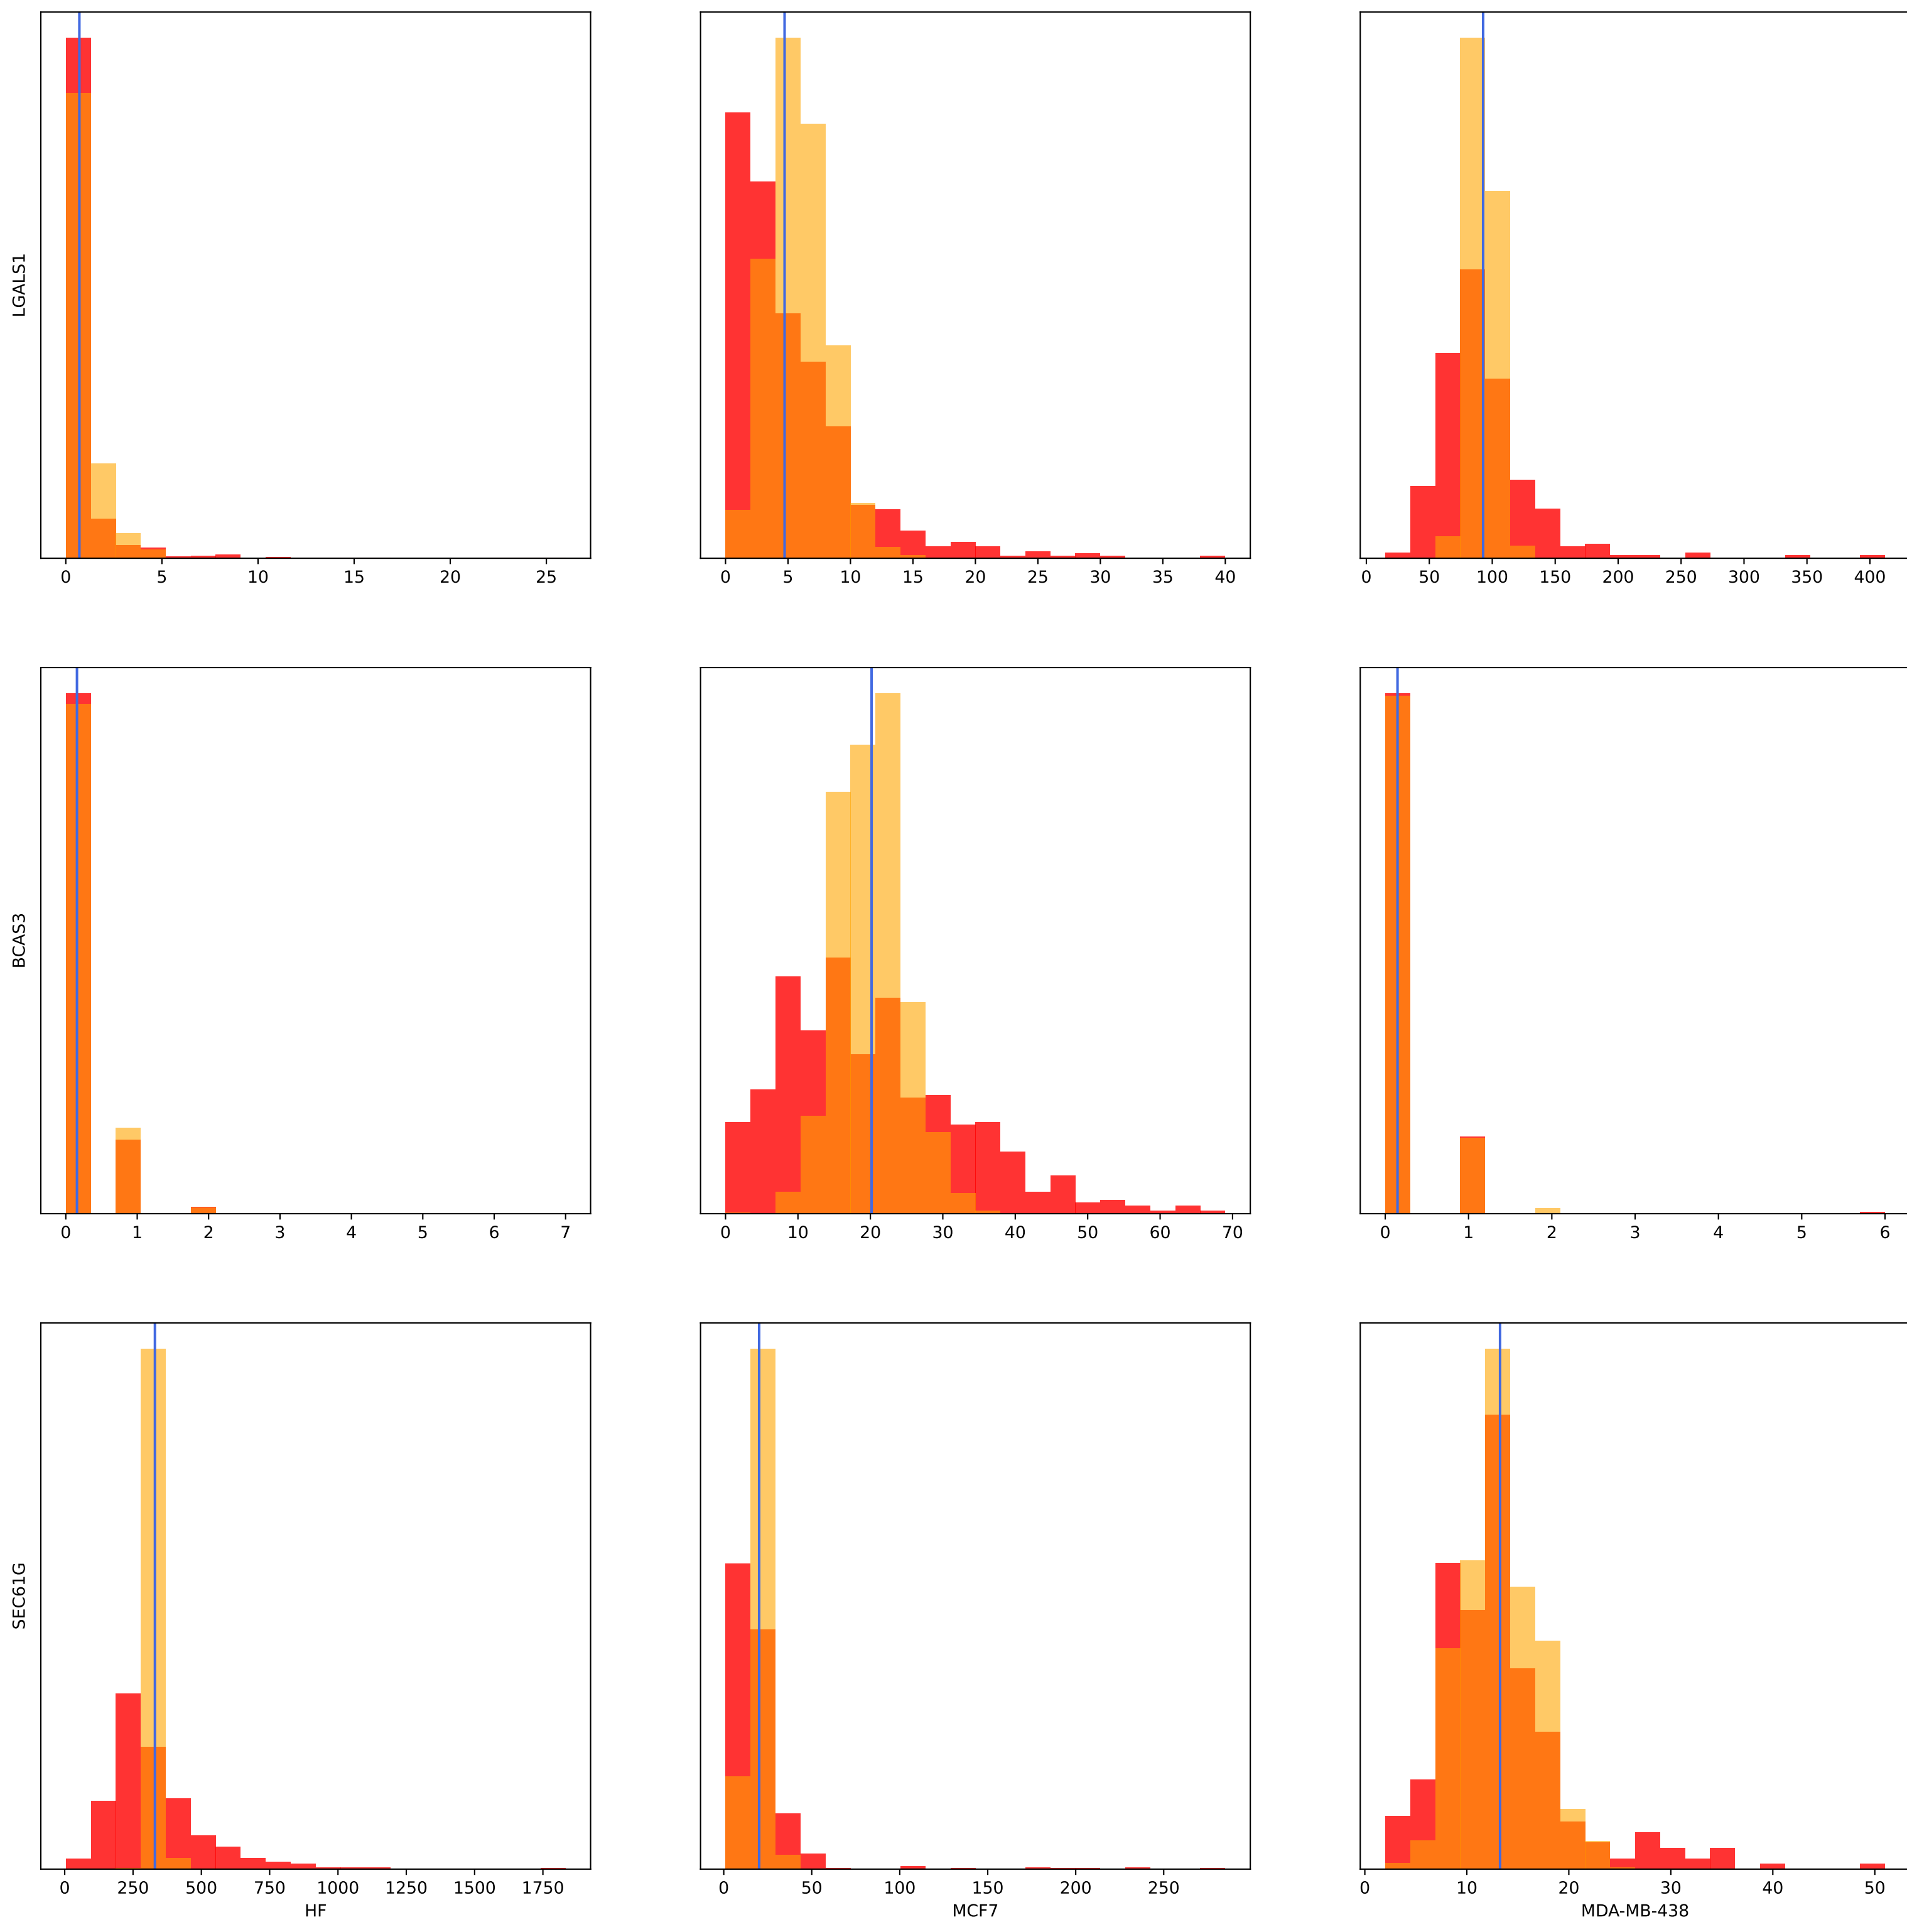 LGALS1
0 5 10 15 20 25
0 5 10 15 20 25 30 35 40
0 50 100 150 200 250 300 350 400
BCAS3
0 1 2 3 4 5 6 7
0 10 20 30 40 50 60 70
0 1 2 3 4 5 6
SEC61G
0 250 500 750 1000 1250 1500 1750
0 50 100 150 200 250
0 10 20 30 40 50
HF
MCF7
MDA-MB-438